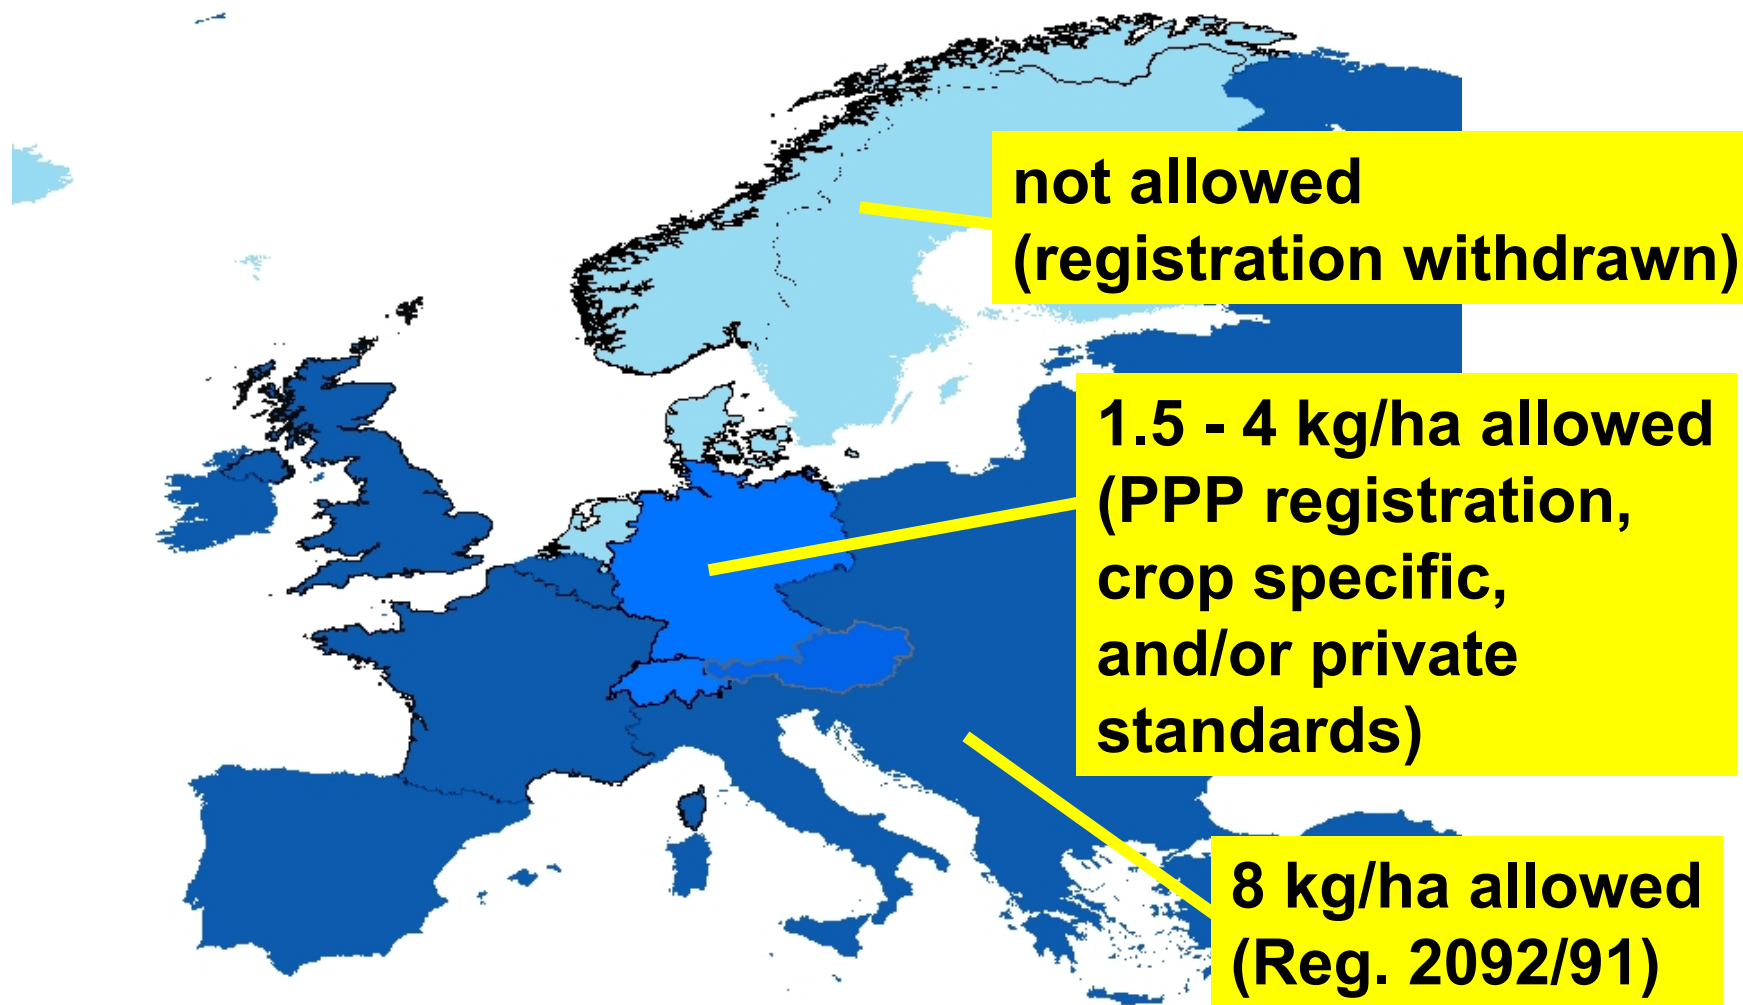 not allowed
(registration withdrawn)
1.5 - 4 kg/ha allowed
(PPP registration,
crop specific,
and/or private
standards)
8 kg/ha allowed
(Reg. 2092/91)